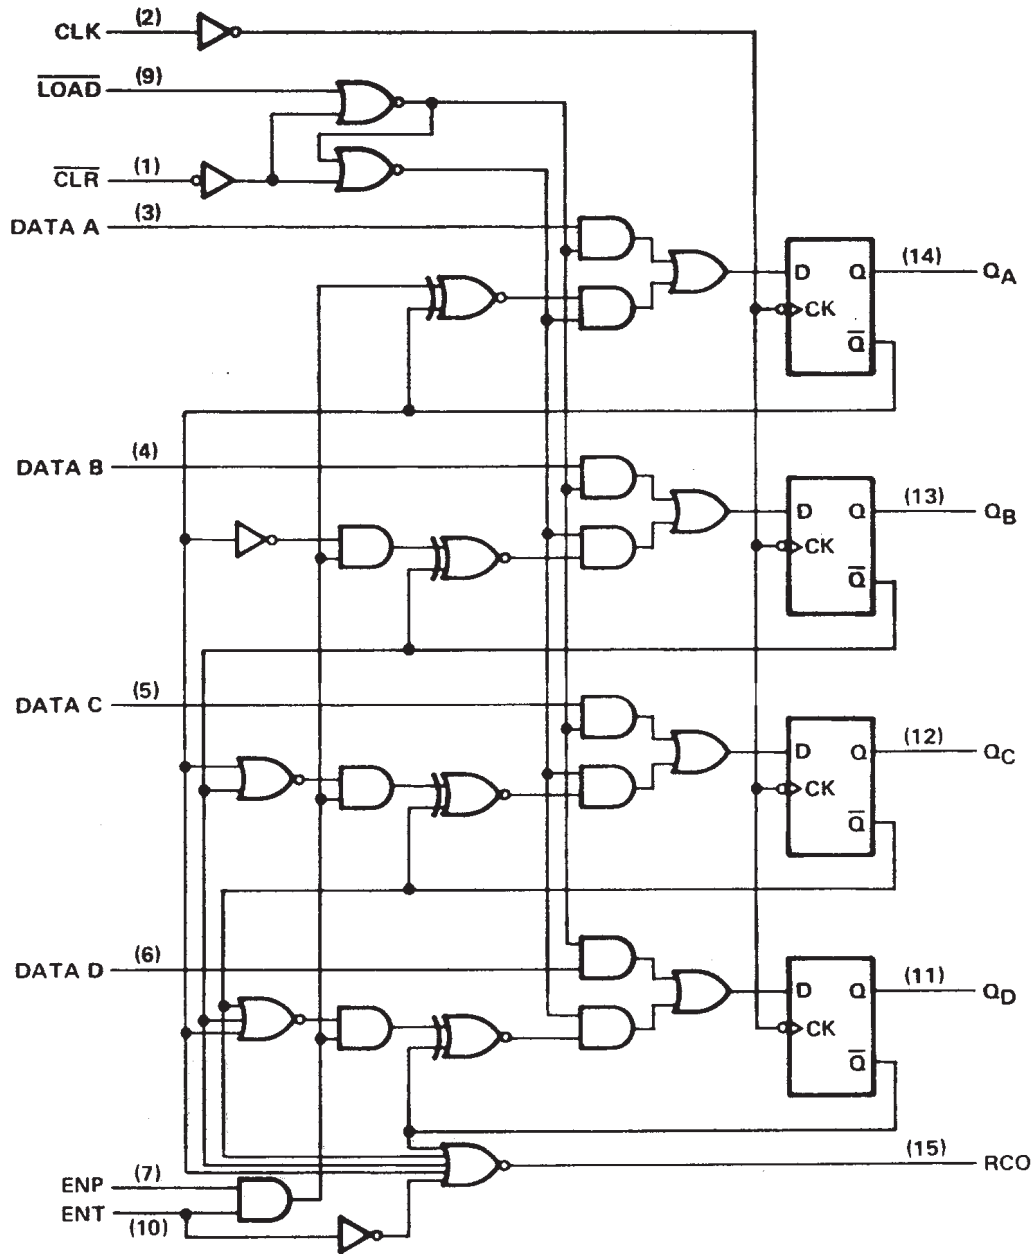 CLK (2)
LOAD (9)
CLR (1)
DATA A (3)
D Q (14) QA
CK
Q
DATA B (4)
D Q (13) QB
CK
Q
DATA C (5)
D Q (12) QC
CK
Q
DATA D (6)
D Q (11) QD
CK
Q
(15) RCO
ENP (7)
ENT (10)